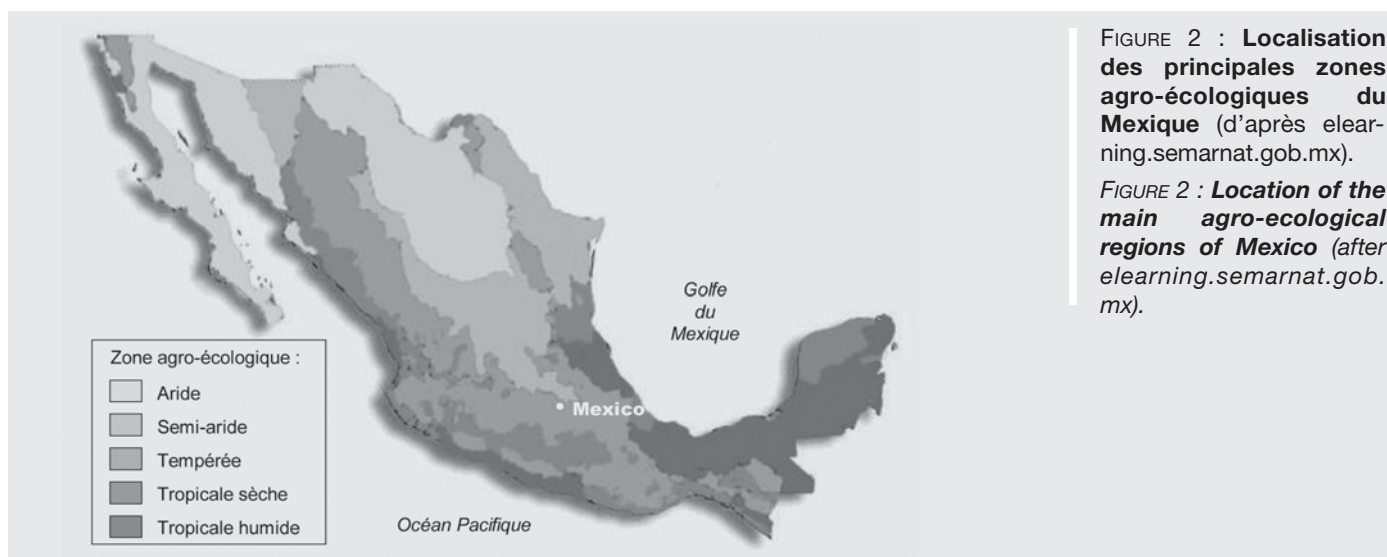 Golfe
du
Mexique
Mexico
Océan Pacifique
Zone agro-écologique :
Aride
Semi-aride
Tempérée
Tropicale sèche
Tropicale humide
FIGURE 2 : Localisation
des principales zones
agro-écologiques du
Mexique (d'après elear-
ning.semarnat.gob.mx).
FIGURE 2 : Location of the
main agro-ecological
regions of Mexico (after
elearning.semarnat.gob.
mx).